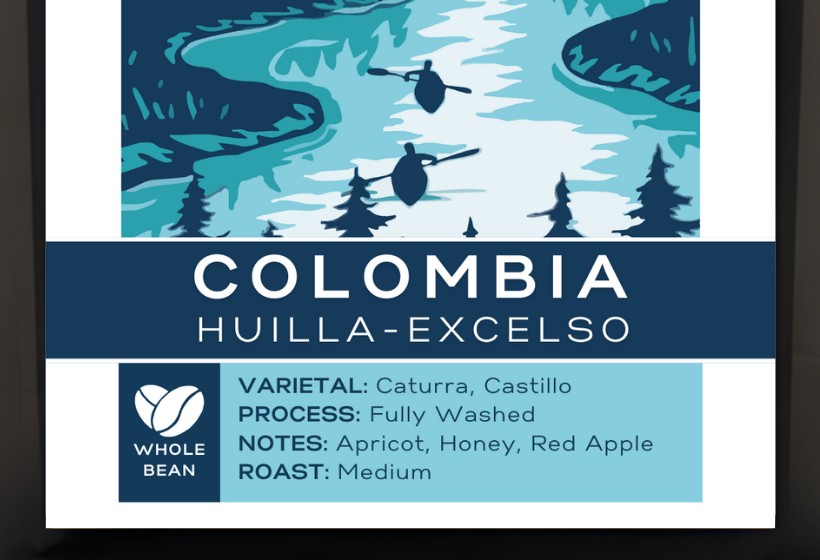 COLOMBIA
HUILLA-EXCELSO
WHOLE
BEAN
VARIETAL: Caturra, Castillo
PROCESS: Fully Washed
NOTES: Apricot, Honey, Red Apple
ROAST: Medium